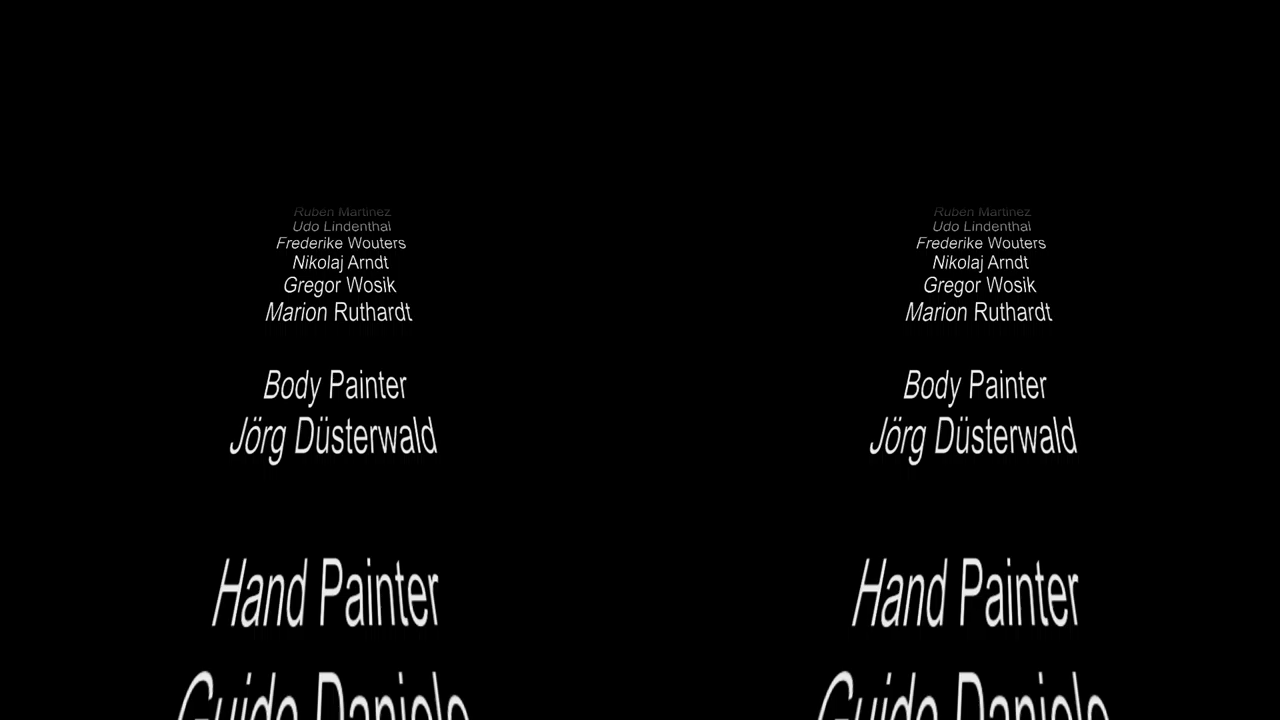 Ruben Martinez
Udo Lindenthal
Frederike Wouters
Nikolaj Arndt
Gregor Wosik
Marion Ruthardt
Body Painter
Jörg Düsterwald
Hand Painter
Guido Daniele
Ruben Martinez
Udo Lindenthal
Frederike Wouters
Nikolaj Arndt
Gregor Wosik
Marion Ruthardt
Body Painter
Jörg Düsterwald
Hand Painter
Guido Daniele